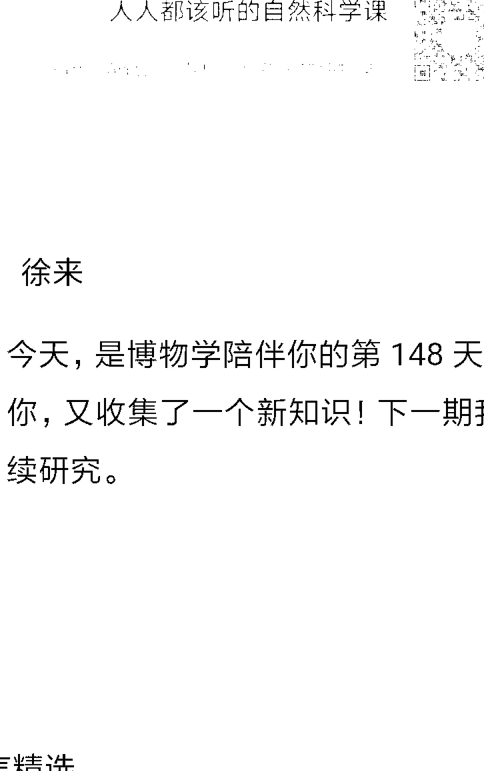 人人都该听的自然科学课
徐来
今天，是博物学陪伴你的第 148 天
你，又收集了一个新知识！下一期
续研究。
精选